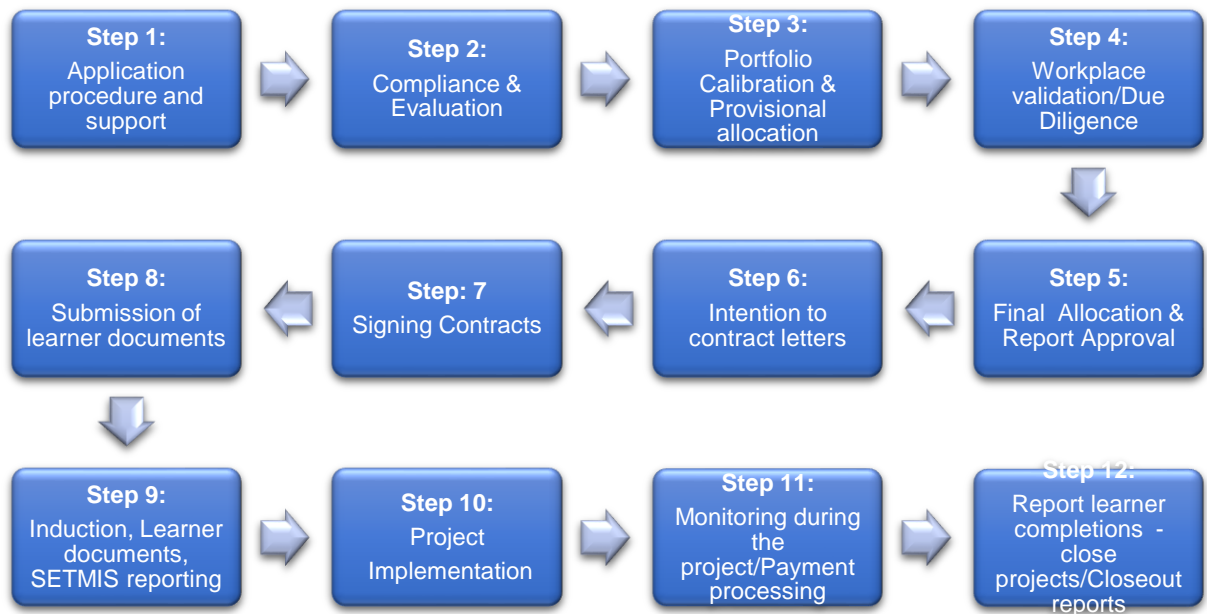 Step 1:
Application
procedure and
support
Step 2:
Compliance &
Evaluation
Step 3:
Portfolio
Calibration &
Provisional
allocation
Step 4:
Workplace
validation/Due
Diligence
Step 5:
Final Allocation &
Report Approval
Step 6:
Intention to
contract letters
Step: 7
Signing Contracts
Step 8:
Submission of
learner documents
Step 9:
Induction, Learner
documents,
SETMIS reporting
Step 10:
Project
Implementation
Step 11:
Monitoring during
the
project/Payment
processing
Step 12:
Report learner
completions -
close
projects/Closeout
reports